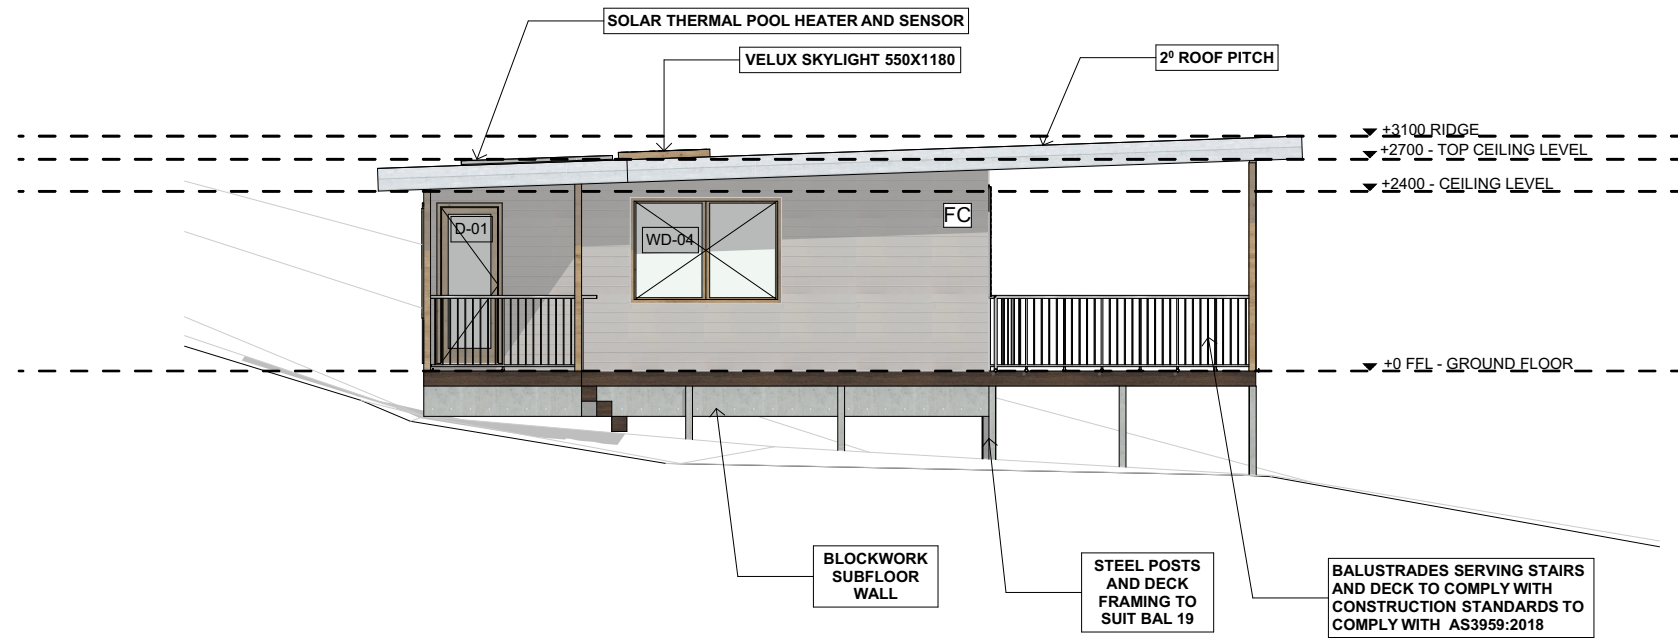 SOLAR THERMAL POOL HEATER AND SENSOR
VELUX SKYLIGHT 550X1180
2⁰ ROOF PITCH
+3100 RIDGE
+2700 - TOP CEILING LEVEL
+2400 - CEILING LEVEL
D-01
WD-04
FC
+0 FFL - GROUND FLOOR
BLOCKWORK
SUBFLOOR
WALL
STEEL POSTS
AND DECK
FRAMING TO
SUIT BAL 19
BALUSTRADES SERVING STAIRS
AND DECK TO COMPLY WITH
CONSTRUCTION STANDARDS TO
COMPLY WITH AS3959:2018